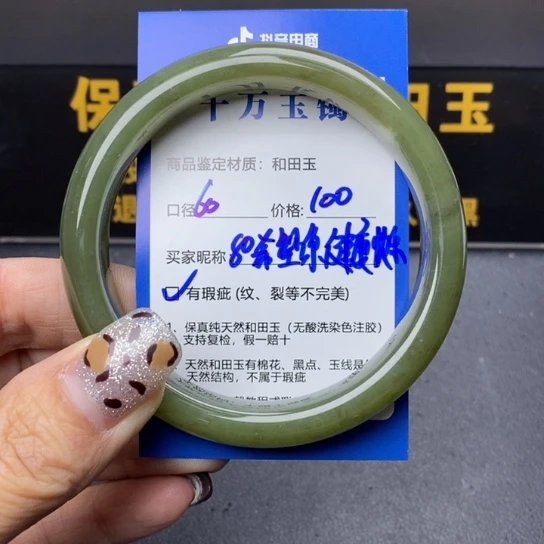 抖音电商
千万玉镯
保 田玉
退 照
商品鉴定材质：和田玉
口径 60 价格: 100
买家昵称
有瑕疵 (纹、裂等不完美)
1、保真纯天然和田玉（无酸洗染色注胶）
支持复检，假一赔十
、天然和田玉有棉花、黑点、玉线是
天然结构，不属于瑕疵